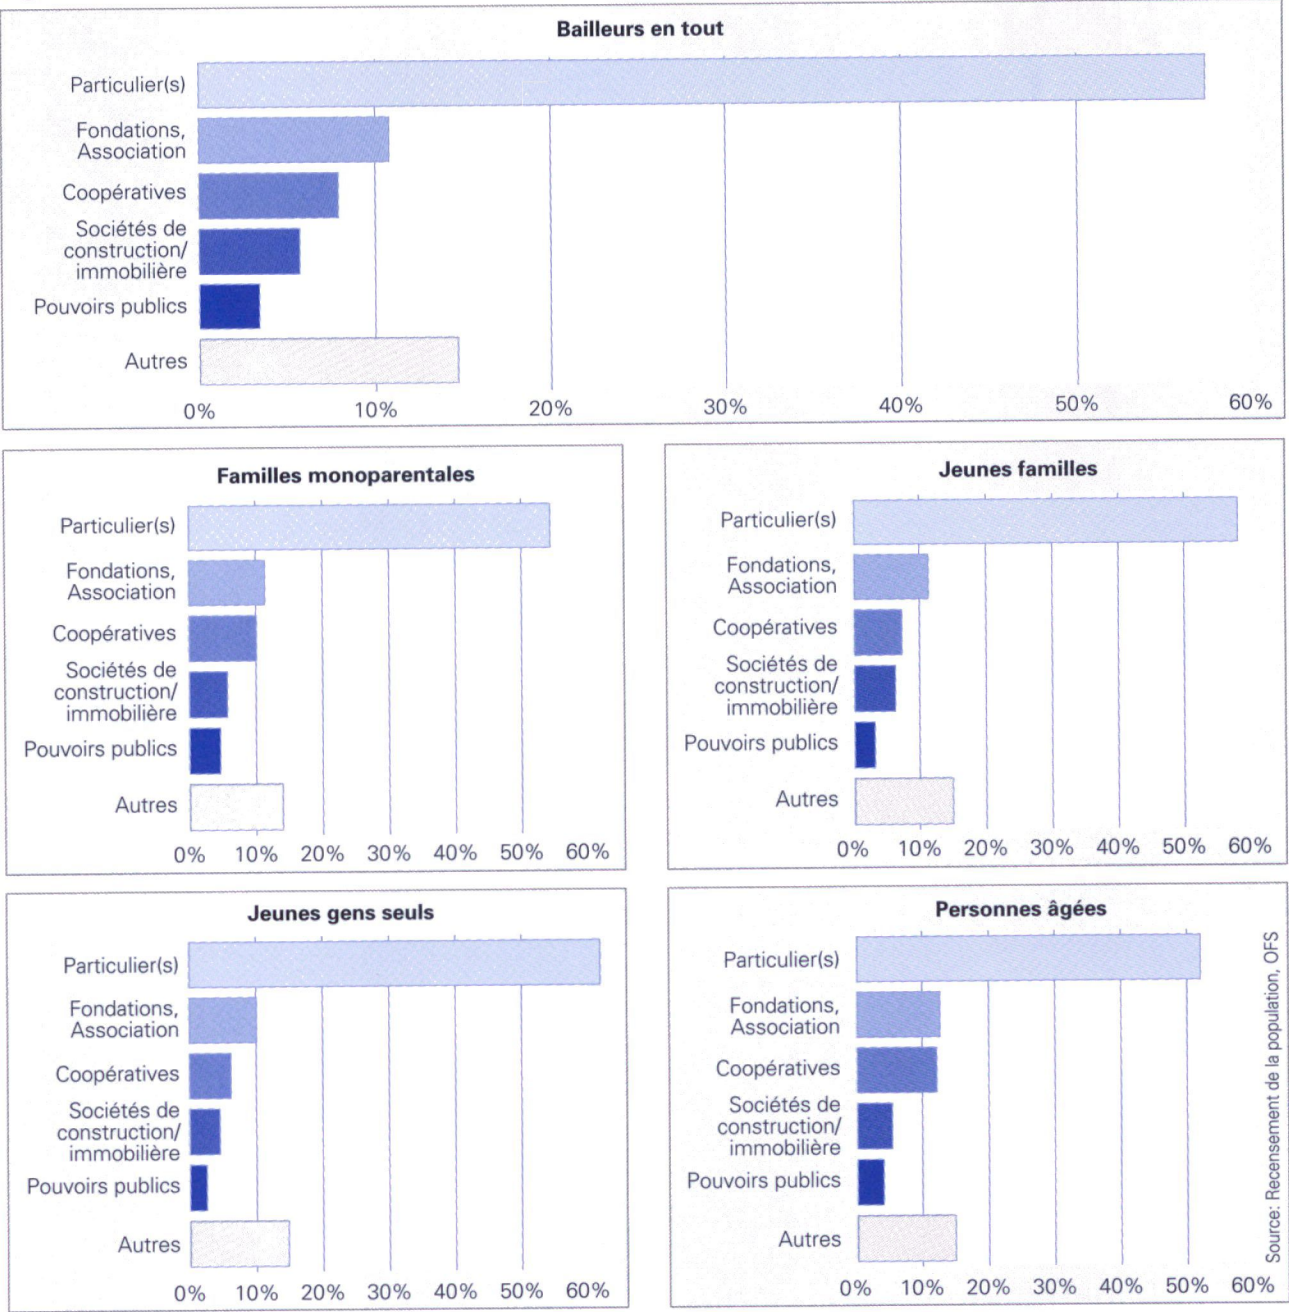 Bailleurs en tout
Particulier(s)
Fondations,
Association
Coopératives
Sociétés de
construction/
immobilière
Pouvoirs publics
Autres
0% 10% 20% 30% 40% 50% 60%
Familles monoparentales
Particulier(s)
Fondations,
Association
Coopératives
Sociétés de
construction/
immobilière
Pouvoirs publics
Autres
0% 10% 20% 30% 40% 50% 60%
Jeunes familles
Particulier(s)
Fondations,
Association
Coopératives
Sociétés de
construction/
immobilière
Pouvoirs publics
Autres
0% 10% 20% 30% 40% 50% 60%
Jeunes gens seuls
Particulier(s)
Fondations,
Association
Coopératives
Sociétés de
construction/
immobilière
Pouvoirs publics
Autres
0% 10% 20% 30% 40% 50% 60%
Personnes âgées
Particulier(s)
Fondations,
Association
Coopératives
Sociétés de
construction/
immobilière
Pouvoirs publics
Autres
0% 10% 20% 30% 40% 50% 60%
Source: Recensement de la population, OFS